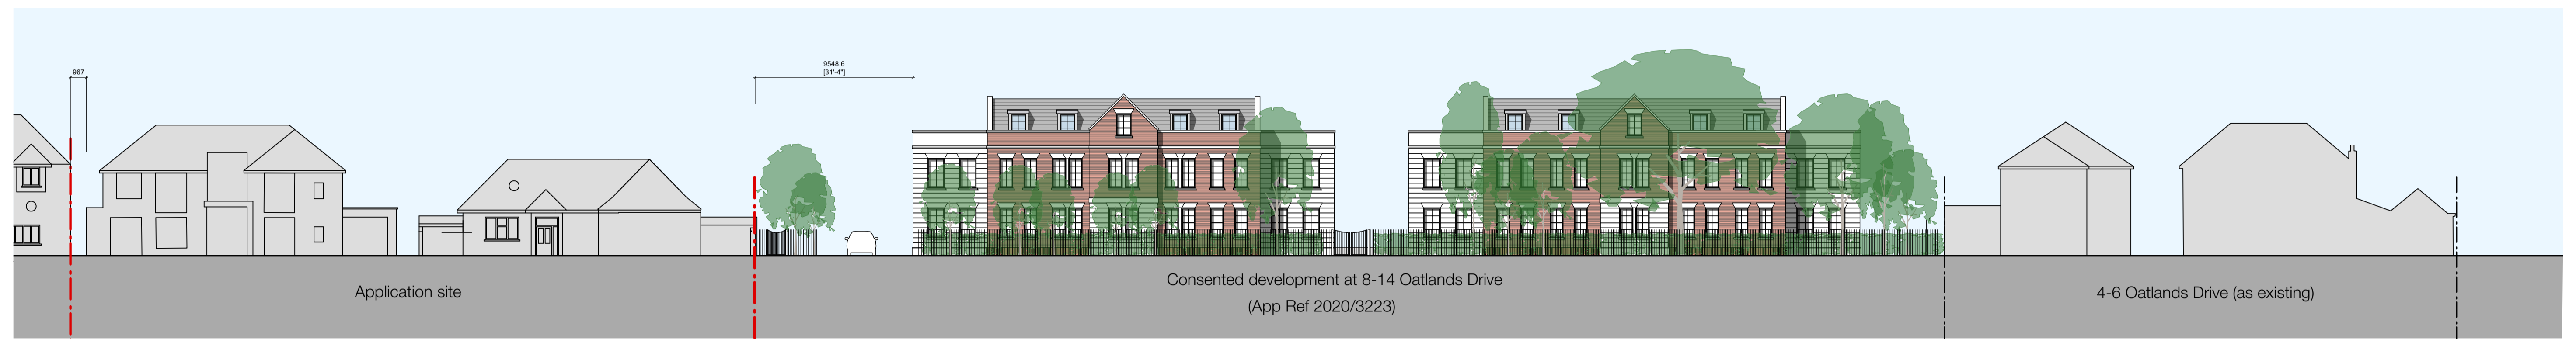 967
9548.6
[31'-4"]
Application site
Consented development at 8-14 Oatlands Drive
(App Ref 2020/3223)
4-6 Oatlands Drive (as existing)